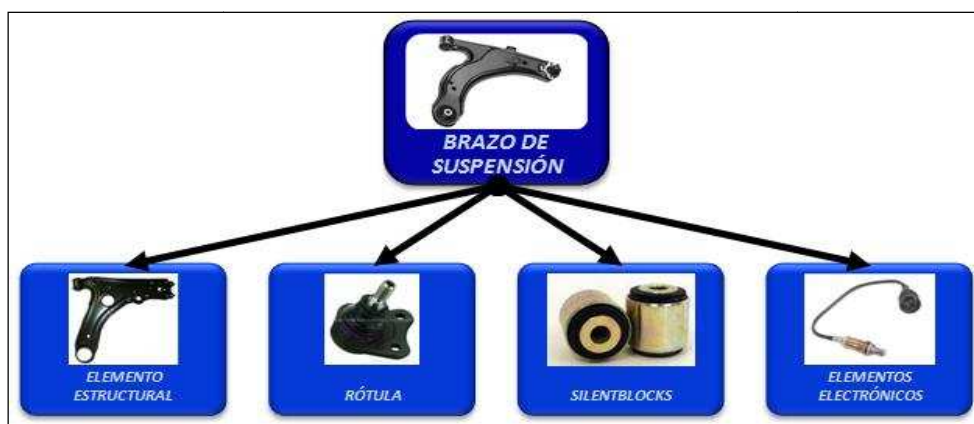 BRAZO DE
SUSPENSIÓN
ELEMENTO
ESTRUCTURAL
RÓTULA
SILENTBLOCKS
ELEMENTOS
ELECTRÓNICOS